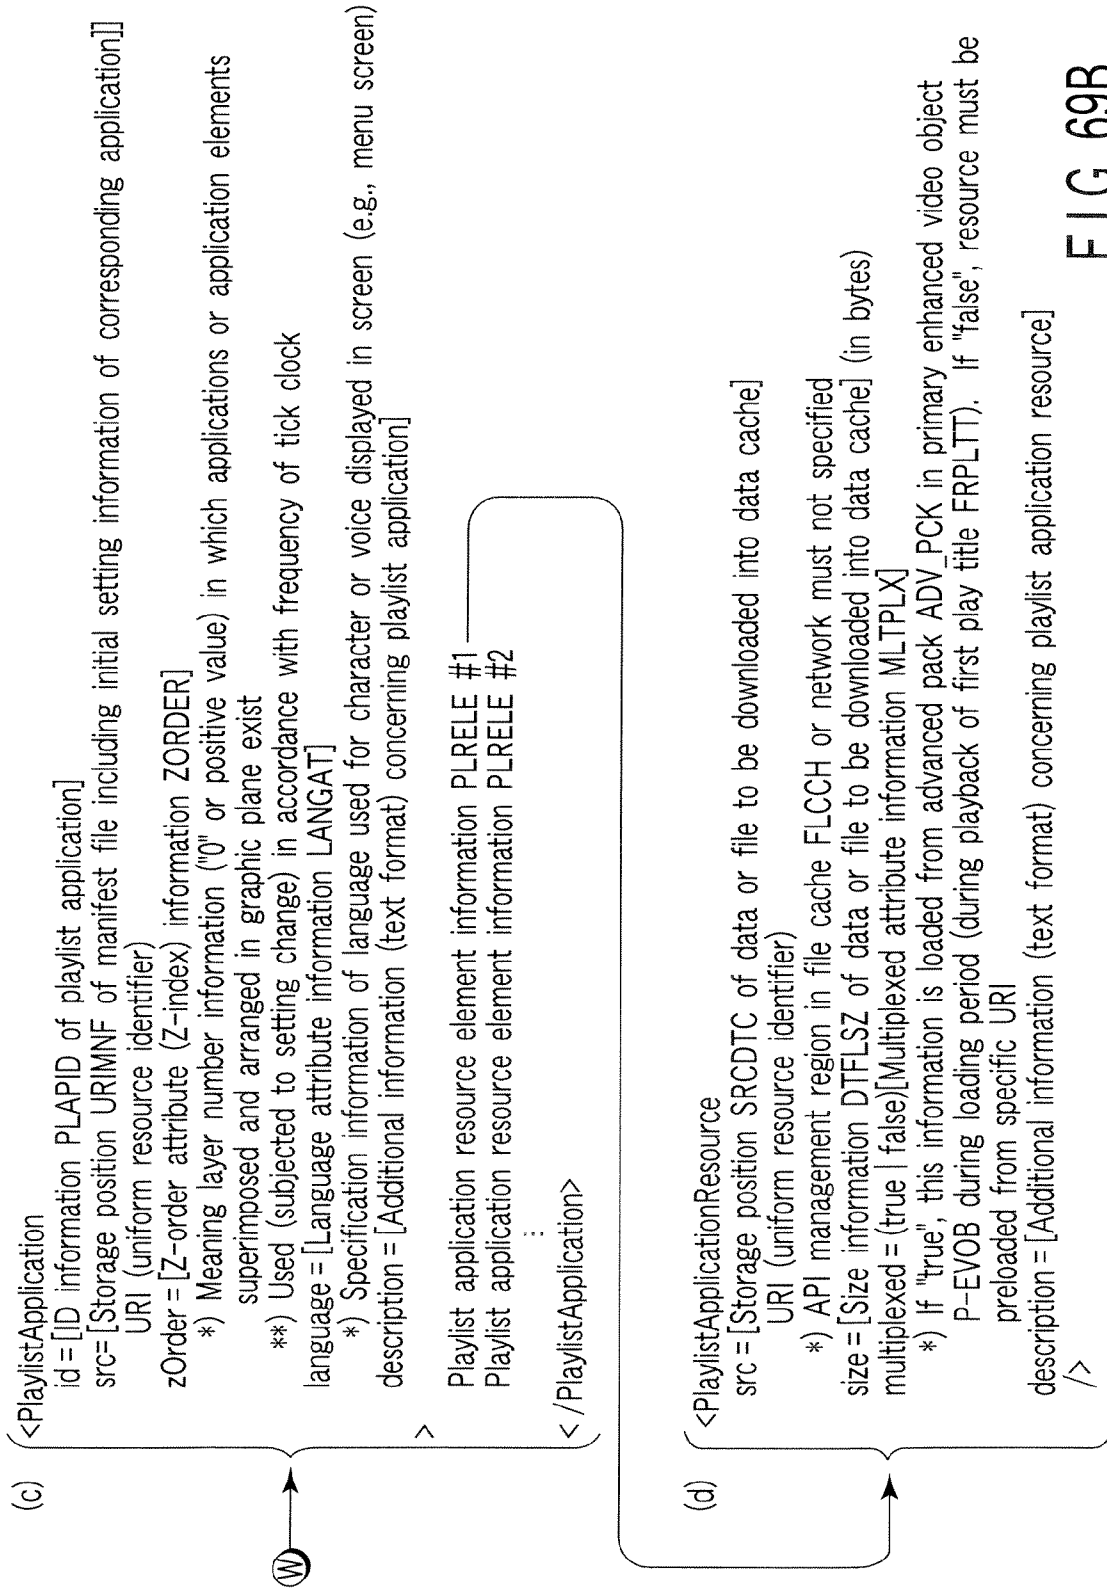 (c)
<PlaylistApplication
id = [ID information PLAPID of playlist application]
src= [Storage position URIMNF of manifest file including initial setting information of corresponding application]]
URI (uniform resource identifier)
zOrder = [Z-order attribute (Z-index) information ZORDER]
*) Meaning layer number information ("0" or positive value) in which applications or application elements
superimposed and arranged in graphic plane exist
**) Used (subjected to setting change) in accordance with frequency of tick clock
language = [Language attribute information LANGAT]
*) Specification information of language used for character or voice displayed in screen (e.g., menu screen)
description = [Additional information (text format) concerning playlist application]
>
Playlist application resource element information PLRELE #1
Playlist application resource element information PLRELE #2
⋮
< /PlaylistApplication>
W
(d)
<PlaylistApplicationResource
src = [Storage position SRCDTC of data or file to be downloaded into data cache]
URI (uniform resource identifier)
*) API management region in file cache FLCCH or network must not specified
size = [Size information DTFLSZ of data or file to be downloaded into data cache] (in bytes)
multiplexed = (true | false)[Multiplexed attribute information MLTPLX]
*) If "true", this information is loaded from advanced pack ADV_PCK in primary enhanced video object
P-EVOB during loading period (during playback of first play title FRPLTT). If "false", resource must be
preloaded from specific URI
description = [Additional information (text format) concerning playlist application resource]
/>
FIG 69B